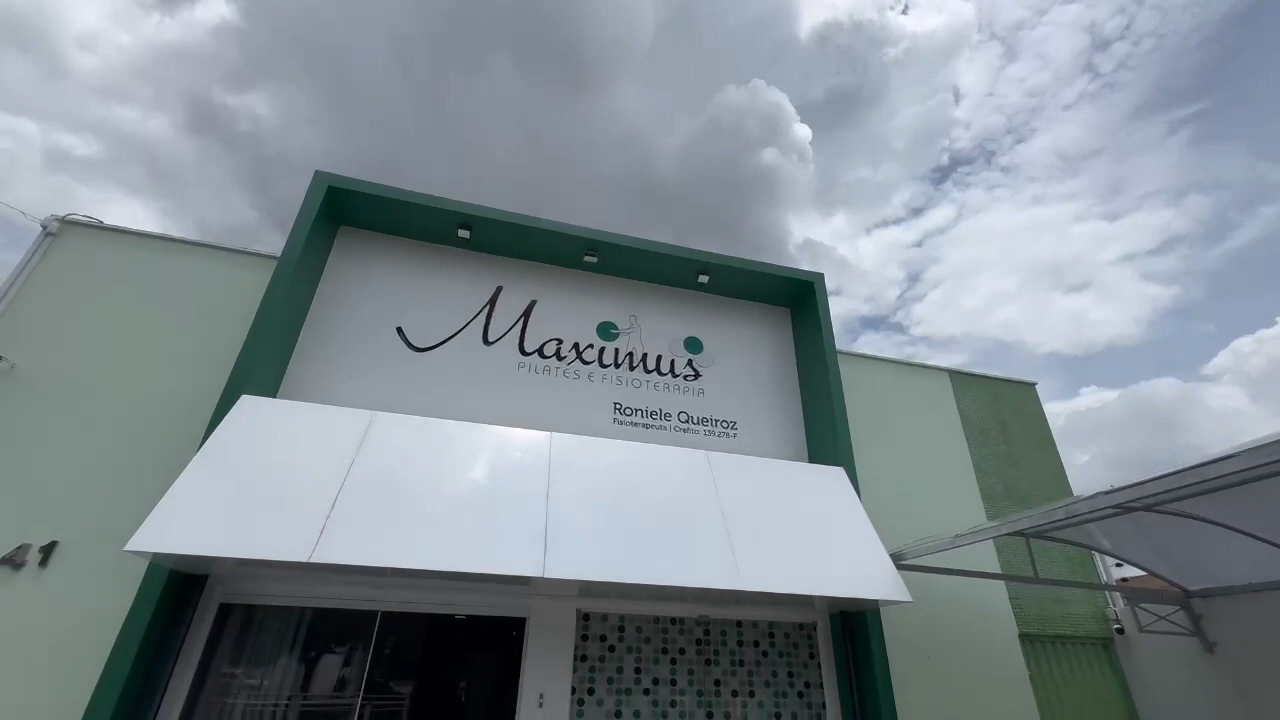 Maximus
PILATES E FISIOTERAPIA
Roniele Queiroz
Fisioterapeuta | Crefito: 139.278-F
41